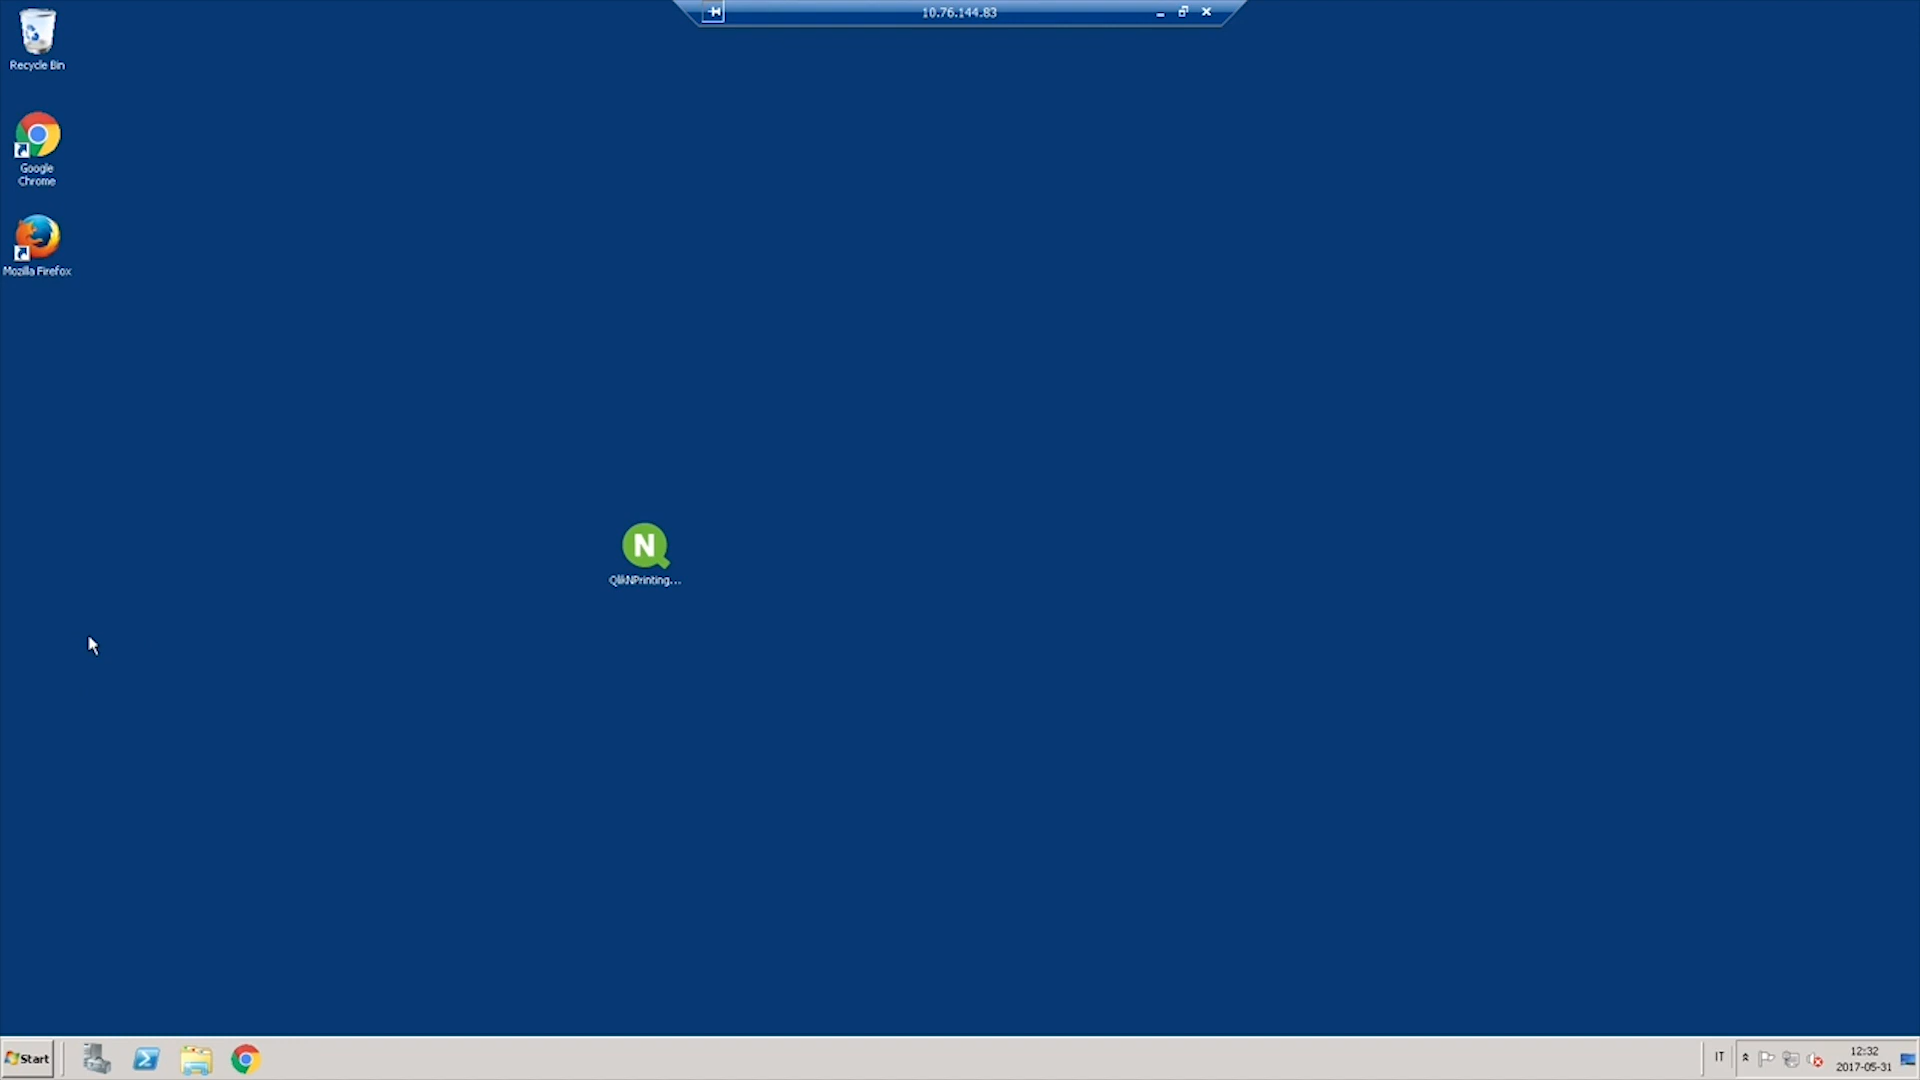 10.76.144.83
Recycle Bin
Google
Chrome
Mozilla Firefox
N
QlikNPrinting...
Start
IT
12:32
2017-05-31